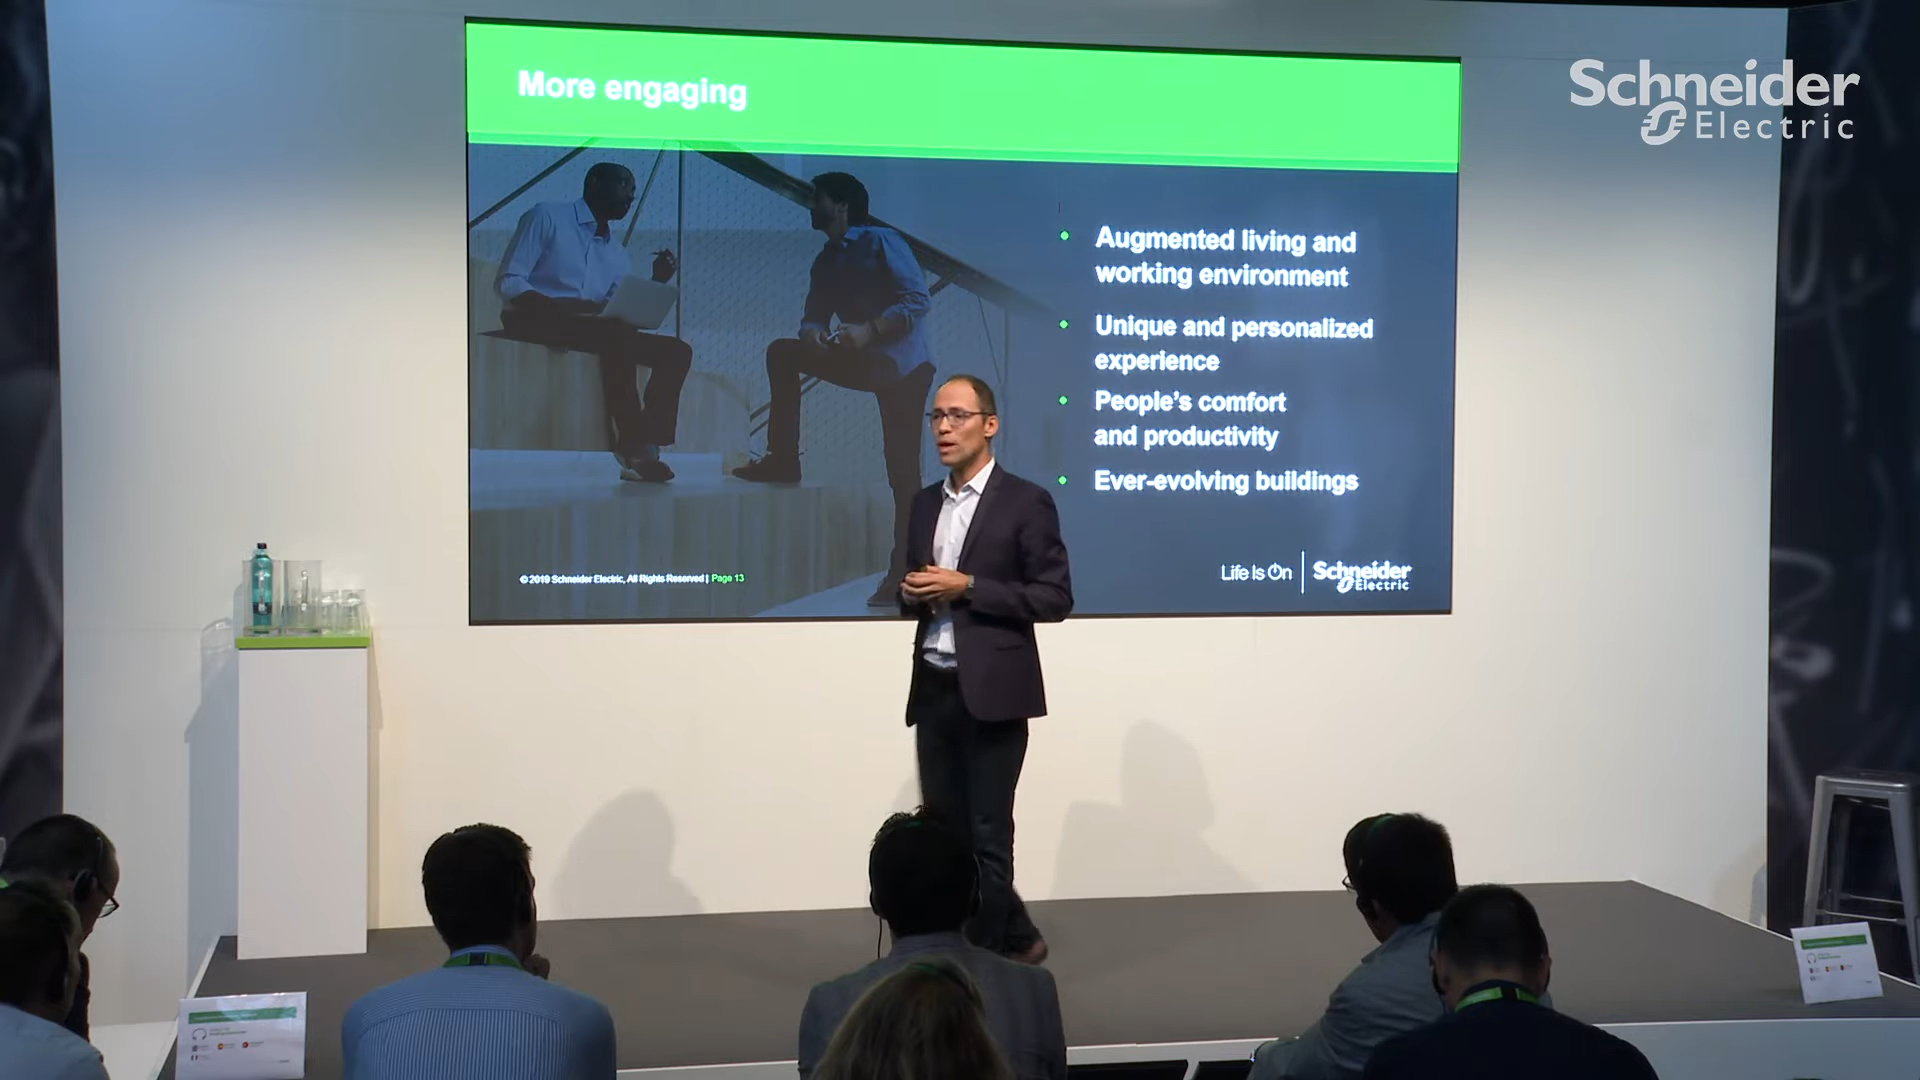 More engaging
Schneider
Electric
Augmented living and
working environment
Unique and personalized
experience
People's comfort
and productivity
Ever-evolving buildings
© 2019 Schneider Electric, All Rights Reserved | Page 13
Life Is On
Schneider
Electric